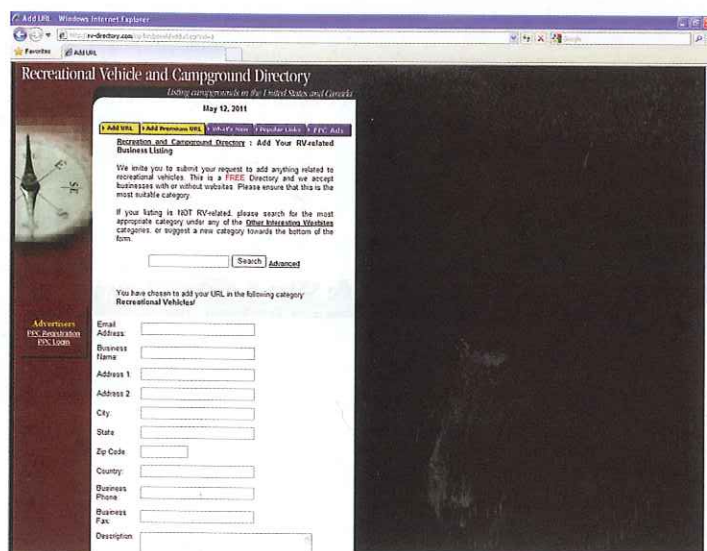 Add URL - Windows Internet Explorer
rv-directory.com
Favorites
Add URL
Recreational Vehicle and Campground Directory
Listing campgrounds in the United States and Canada
May 12, 2011
Add URL
Add Premium URL
What's New
Popular Links
PPC Ads
Recreation and Campground Directory : Add Your RV-related
Business Listing
We invite you to submit your request to add anything related to
recreational vehicles. This is a FREE Directory and we accept
businesses with or without websites. Please ensure that this is the
most suitable category.
If your listing is NOT RV-related, please search for the most
appropriate category under any of the Other Interesting Websites
categories, or suggest a new category towards the bottom of the
form.
Search Advanced
You have chosen to add your URL in the following category:
Recreational Vehicles/
SE
Advertisers
PPC Registration
PPC Login
Email
Address:
Business
Name
Address 1:
Address 2
City:
State
Zip Code
Country:
Business
Phone
Business
Fax:
Description: